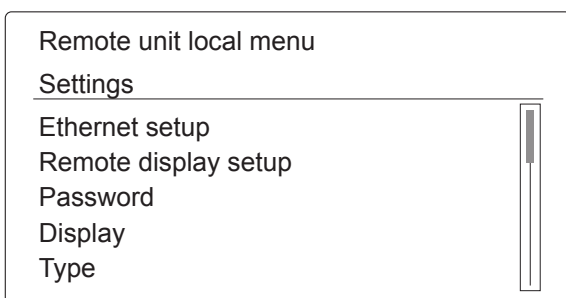 Remote unit local menu
Settings
Ethernet setup
Remote display setup
Password
Display
Type